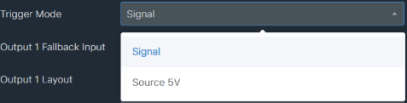 Trigger Mode
Signal
Output 1 Fallback Input
Signal
Output 1 Layout
Source 5V